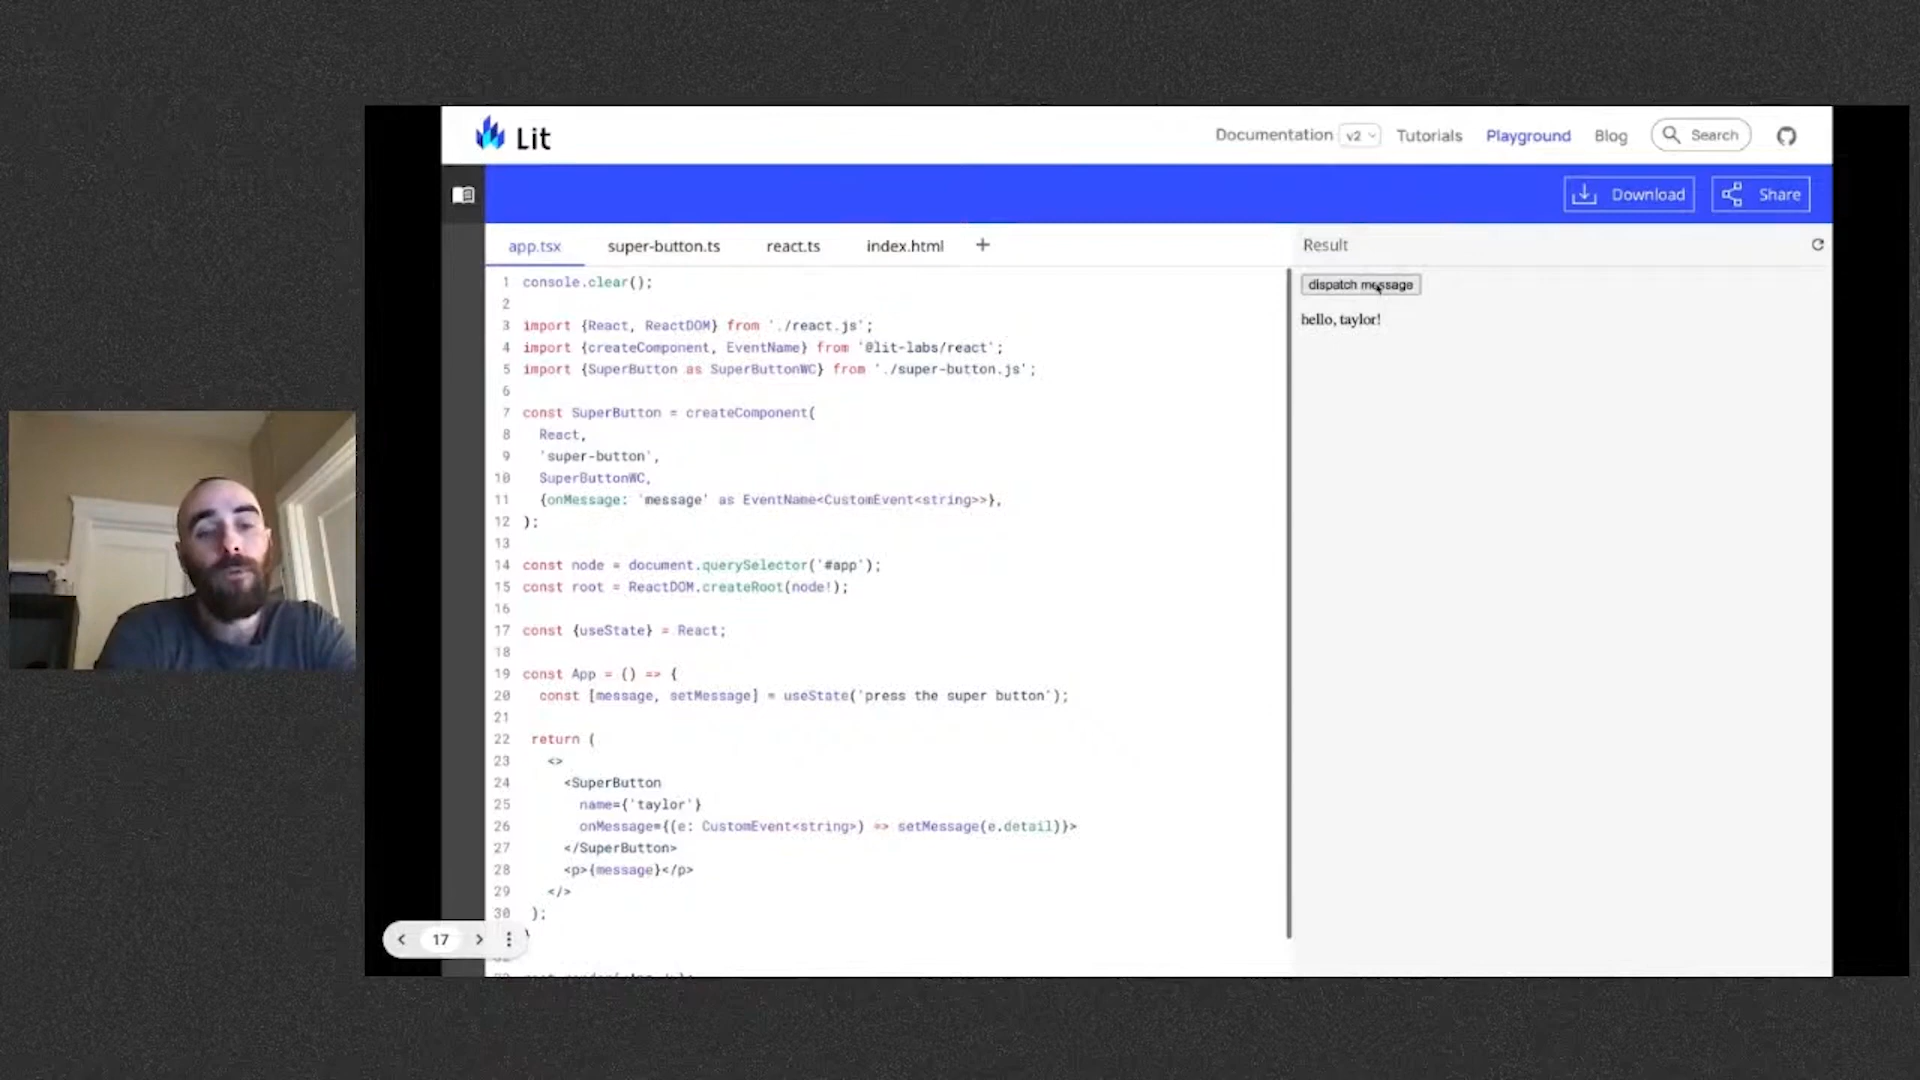 Lit
Documentation v2 Tutorials Playground Blog Search
Download Share
app.tsx super-button.ts react.ts index.html +
Result
dispatch message
hello, taylor!
1 console.clear();
2
3 import {React, ReactDOM} from './react.js';
4 import {createComponent, EventName} from '@lit-labs/react';
5 import {SuperButton as SuperButtonWC} from './super-button.js';
6
7 const SuperButton = createComponent(
8 React,
9 'super-button',
10 SuperButtonWC,
11 {onMessage: 'message' as EventName<CustomEvent<string>>},
12 );
13
14 const node = document.querySelector('#app');
15 const root = ReactDOM.createRoot(node!);
16
17 const {useState} = React;
18
19 const App = () => {
20 const [message, setMessage] = useState('press the super button');
21
22 return (
23 <>
24 <SuperButton
25 name={'taylor'}
26 onMessage={(e: CustomEvent<string>) => setMessage(e.detail)}>
27 </SuperButton>
28 <p>{message}</p>
29 </>
30 );
17